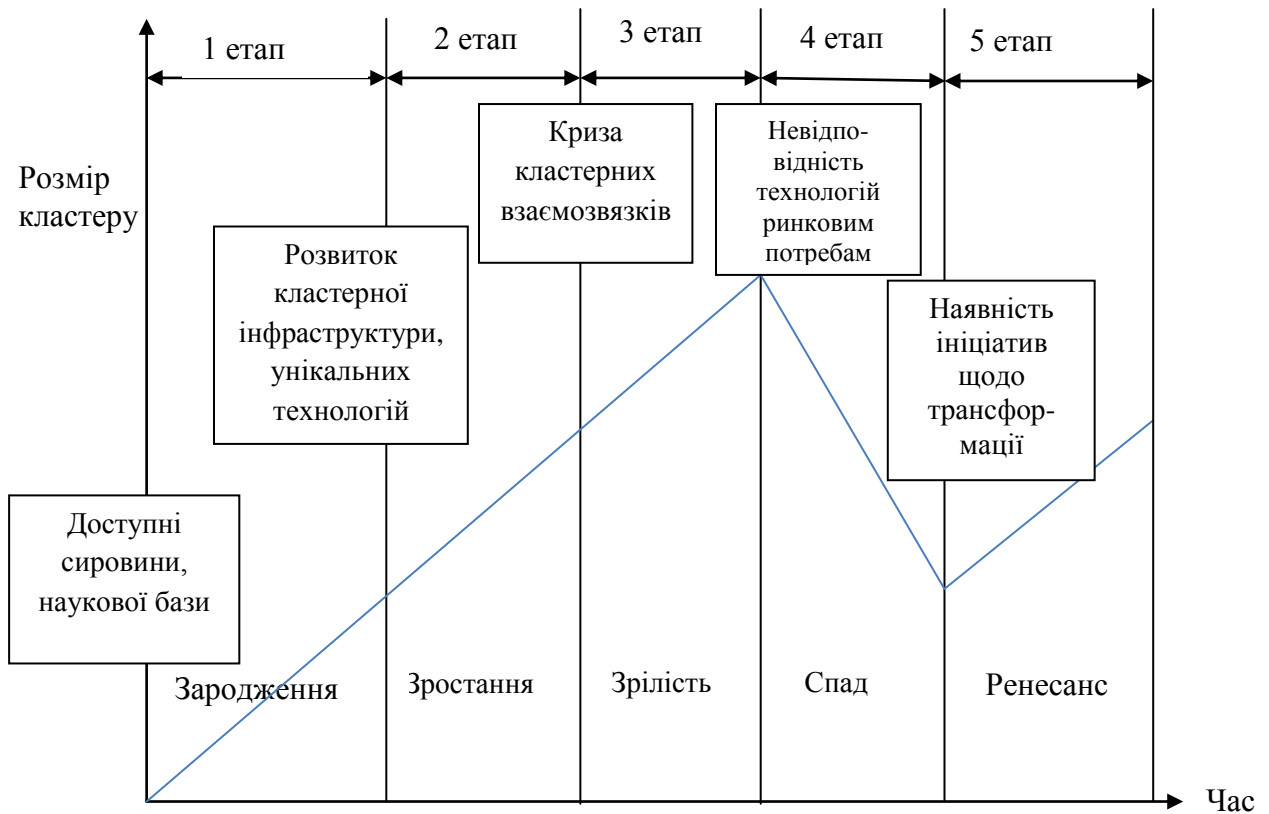 1 етап
2 етап
3 етап
4 етап
5 етап
Розмір
кластеру
Криза
кластерних
взаємозвязків
Невідпо-
відність
технологій
ринковим
потребам
Розвиток
кластерної
інфраструктури,
унікальних
технологій
Наявність
ініціатив
щодо
трансфор-
мації
Доступні
сировини,
наукової бази
Зародження
Зростання
Зрілість
Спад
Ренесанс
Час